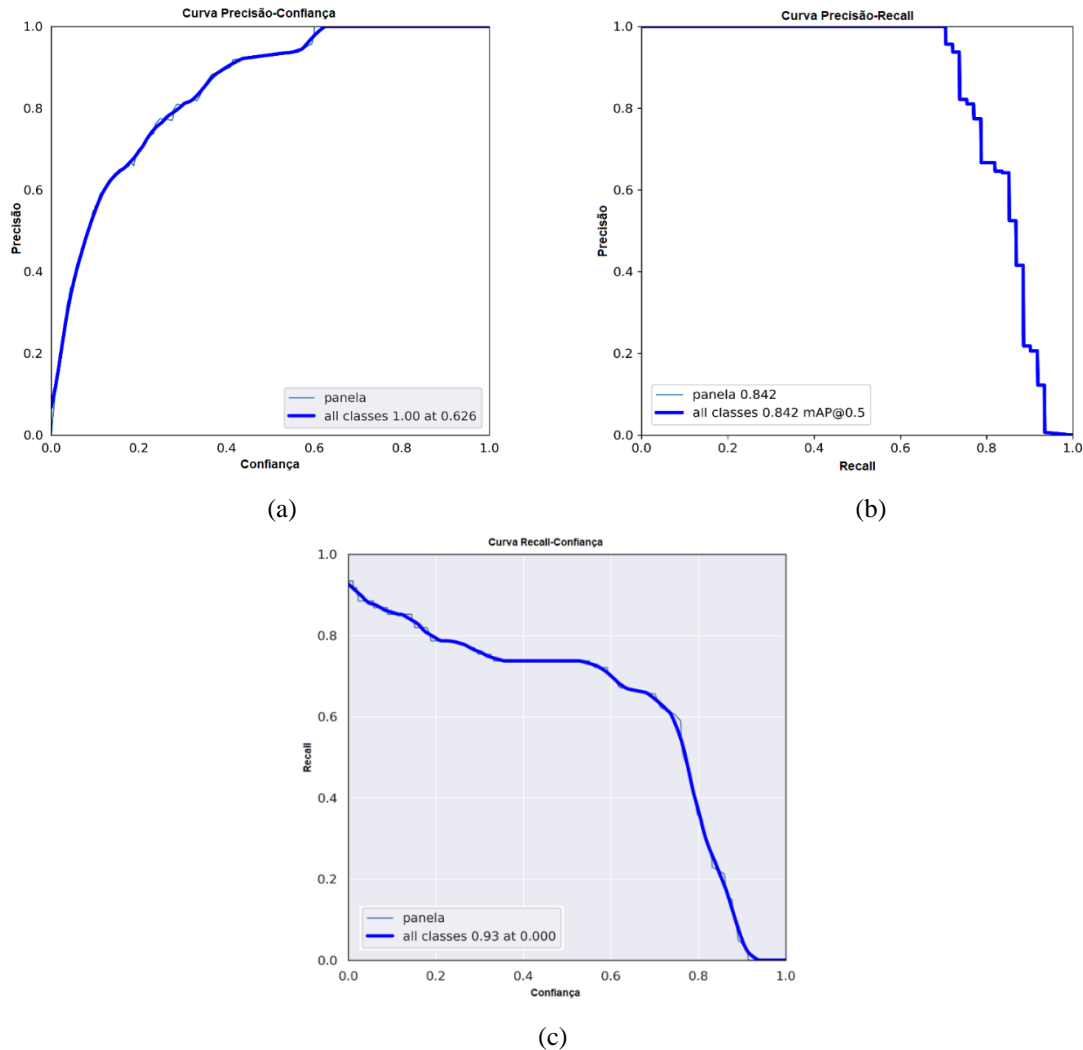 Curva Precisão-Confiança
1.0
0.8
0.6
0.4
0.2
0.0
Precisão
0.0 0.2 0.4 0.6 0.8 1.0
Confiança
panela
all classes 1.00 at 0.626
(a)
Curva Precisão-Recall
1.0
0.8
0.6
0.4
0.2
0.0
Precisão
0.0 0.2 0.4 0.6 0.8 1.0
Recall
panela 0.842
all classes 0.842 mAP@0.5
(b)
Curva Recall-Confiança
1.0
0.8
0.6
0.4
0.2
0.0
Recall
0.0 0.2 0.4 0.6 0.8 1.0
Confiança
panela
all classes 0.93 at 0.000
(c)